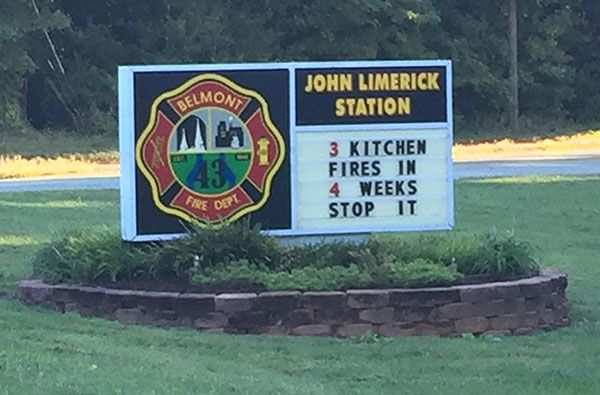 BELMONT
43
FIRE DEPT.
JOHN LIMERICK
STATION
3 KITCHEN
FIRES IN
4 WEEKS
STOP IT